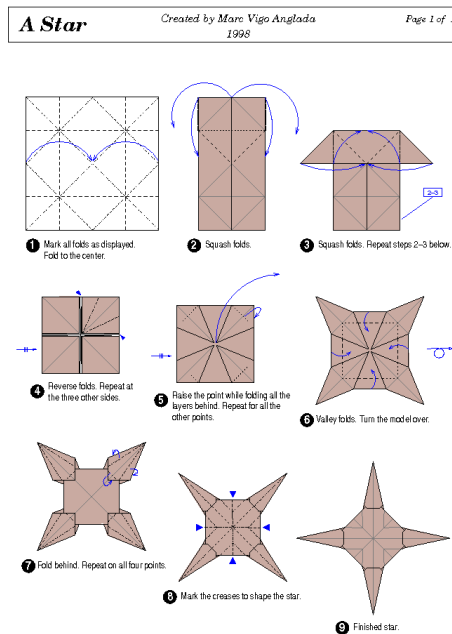 A Star
Created by Marc Vigo Anglada
1998
Page 1 of
1 Mark all folds as displayed.
Fold to the center.
2 Squash folds.
3 Squash folds. Repeat steps 2-3 below.
2-3
4 Reverse folds. Repeat at
the three other sides.
5 Raise the point while folding all the
layers behind. Repeat for all the
other points.
6 Valley folds. Turn the model over.
7 Fold behind. Repeat on all four points.
8 Mark the creases to shape the star.
9 Finished star.